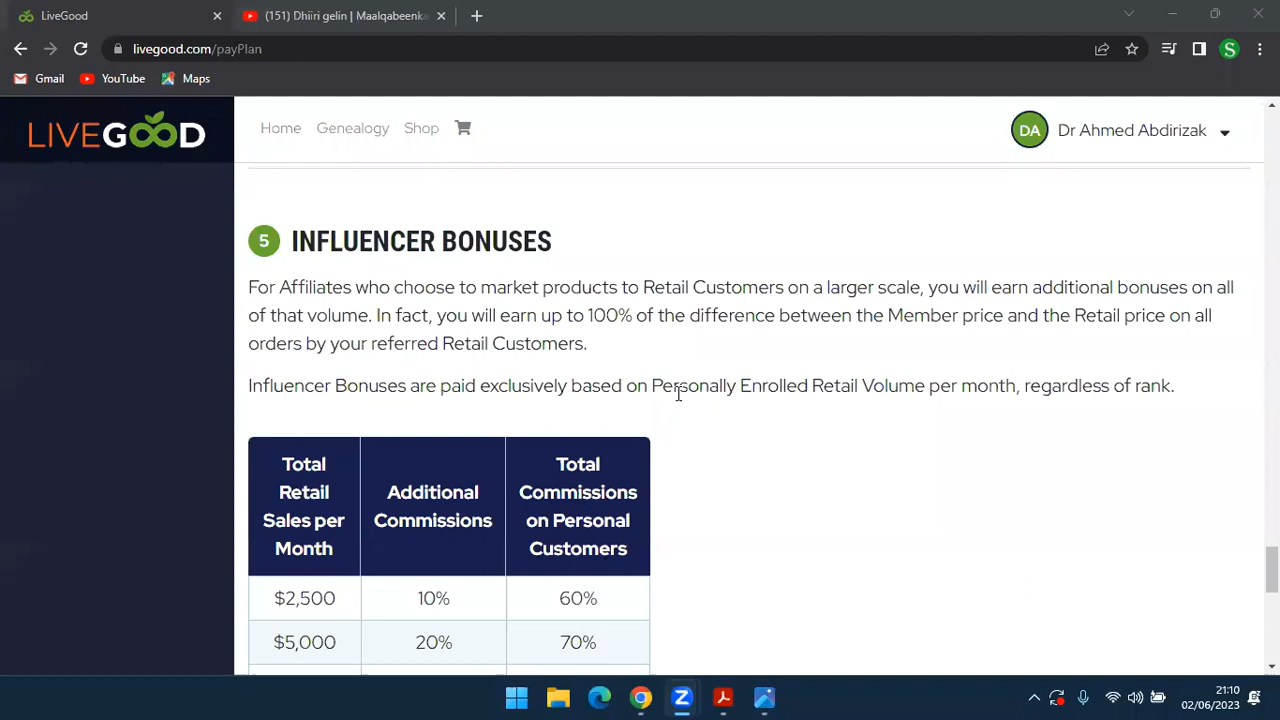 LiveGood
(151) Dhiiri gelin | Maalqabeenka
livegood.com/payPlan
S
Gmail
YouTube
Maps
LIVEGOOD
Home
Genealogy
Shop
DA
Dr Ahmed Abdirizak
5 INFLUENCER BONUSES
For Affiliates who choose to market products to Retail Customers on a larger scale, you will earn additional bonuses on all
of that volume. In fact, you will earn up to 100% of the difference between the Member price and the Retail price on all
orders by your referred Retail Customers.
Influencer Bonuses are paid exclusively based on Personally Enrolled Retail Volume per month, regardless of rank.
Total
Retail
Sales per
Month
Additional
Commissions
Total
Commissions
on Personal
Customers
$2,500 10% 60%
$5,000 20% 70%
21:10
02/06/2023